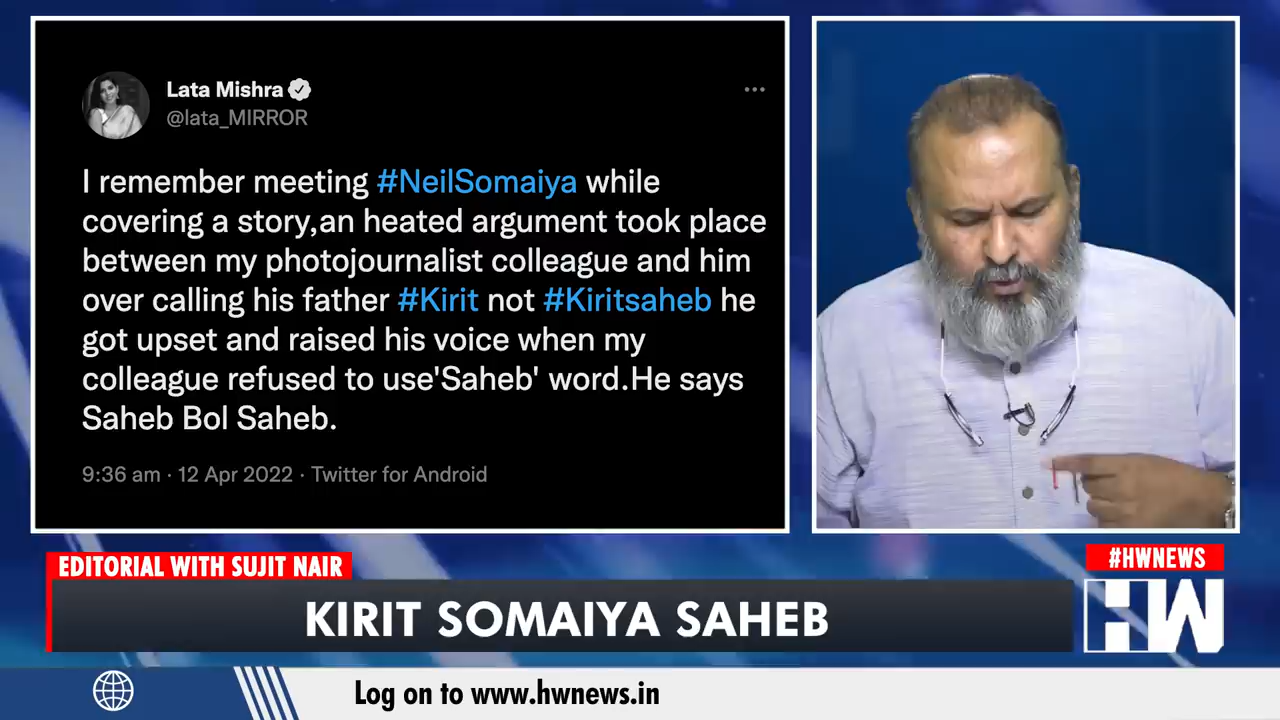 Lata Mishra
@lata_MIRROR
I remember meeting #NeilSomaiya while
covering a story,an heated argument took place
between my photojournalist colleague and him
over calling his father #Kirit not #Kiritsaheb he
got upset and raised his voice when my
colleague refused to use'Saheb' word.He says
Saheb Bol Saheb.
9:36 am · 12 Apr 2022 · Twitter for Android
EDITORIAL WITH SUJIT NAIR
KIRIT SOMAIYA SAHEB
#HWNEWS
HW
Log on to www.hwnews.in